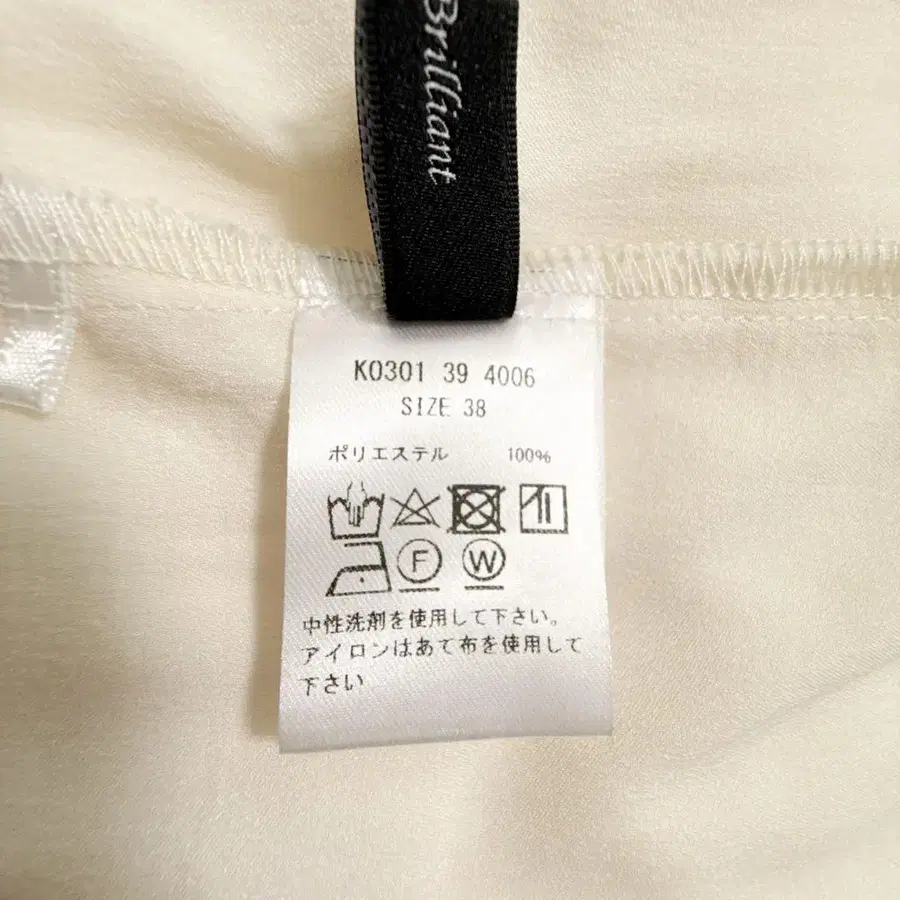 Brilliant
K0301 39 4006
SIZE 38
ポリエステル 100%
F W
中性洗剤を使用して下さい。
アイロンはあて布を使用して
下さい